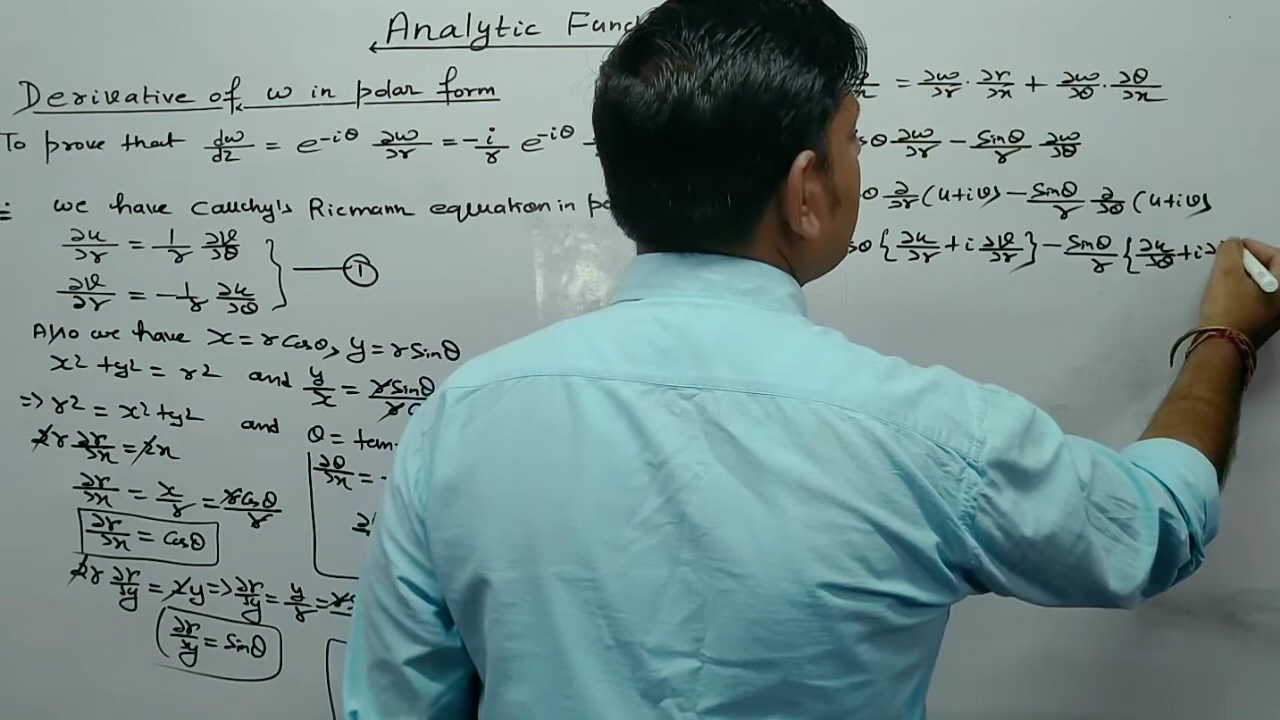 Analytic Func
Derivative of w in polar form
To prove that dw/dz = e^-iθ ∂w/∂r = -i/r e^-iθ
we have Cauchy's Riemann equation in po
∂u/∂r = 1/r ∂v/∂θ
∂v/∂r = -1/r ∂u/∂θ } — ①
Also we have x = r cosθ, y = r sinθ
x² + y² = r² and y/x = r sinθ/r c
=> r² = x² + y² and θ = tan
2r ∂r/∂x = 2x
∂r/∂x = x/r = r cosθ/r
∂r/∂x = cosθ
2r ∂r/∂y = 2y => ∂r/∂y = y/r =
∂r/∂y = sinθ
∂θ/∂x = -
= ∂w/∂r · ∂r/∂x + ∂w/∂θ · ∂θ/∂x
θ ∂w/∂r - sinθ/r ∂w/∂θ
θ ∂/∂r (u+iv) - sinθ/r ∂/∂θ (u+iv)
sθ {∂u/∂r + i ∂v/∂r} - sinθ/r {∂u/∂θ + i ∂